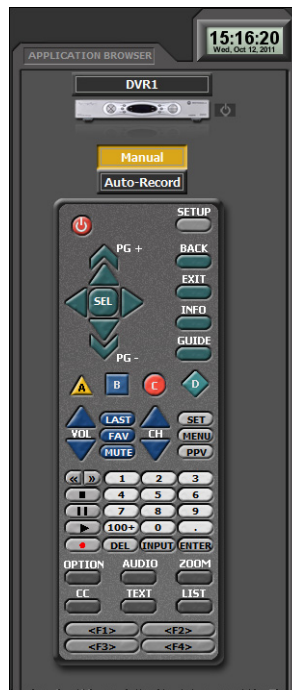 15:16:20
Wed, Oct 12, 2011
APPLICATION BROWSER
DVR1
Manual
Auto-Record
SETUP
PG +
BACK
EXIT
SEL
INFO
GUIDE
PG -
A B C D
LAST SET
VOL FAV CH MENU
MUTE PPV
« » 1 2 3
4 5 6
7 8 9
100+ 0 .
DEL INPUT ENTER
OPTION AUDIO ZOOM
CC TEXT LIST
<F1> <F2>
<F3> <F4>